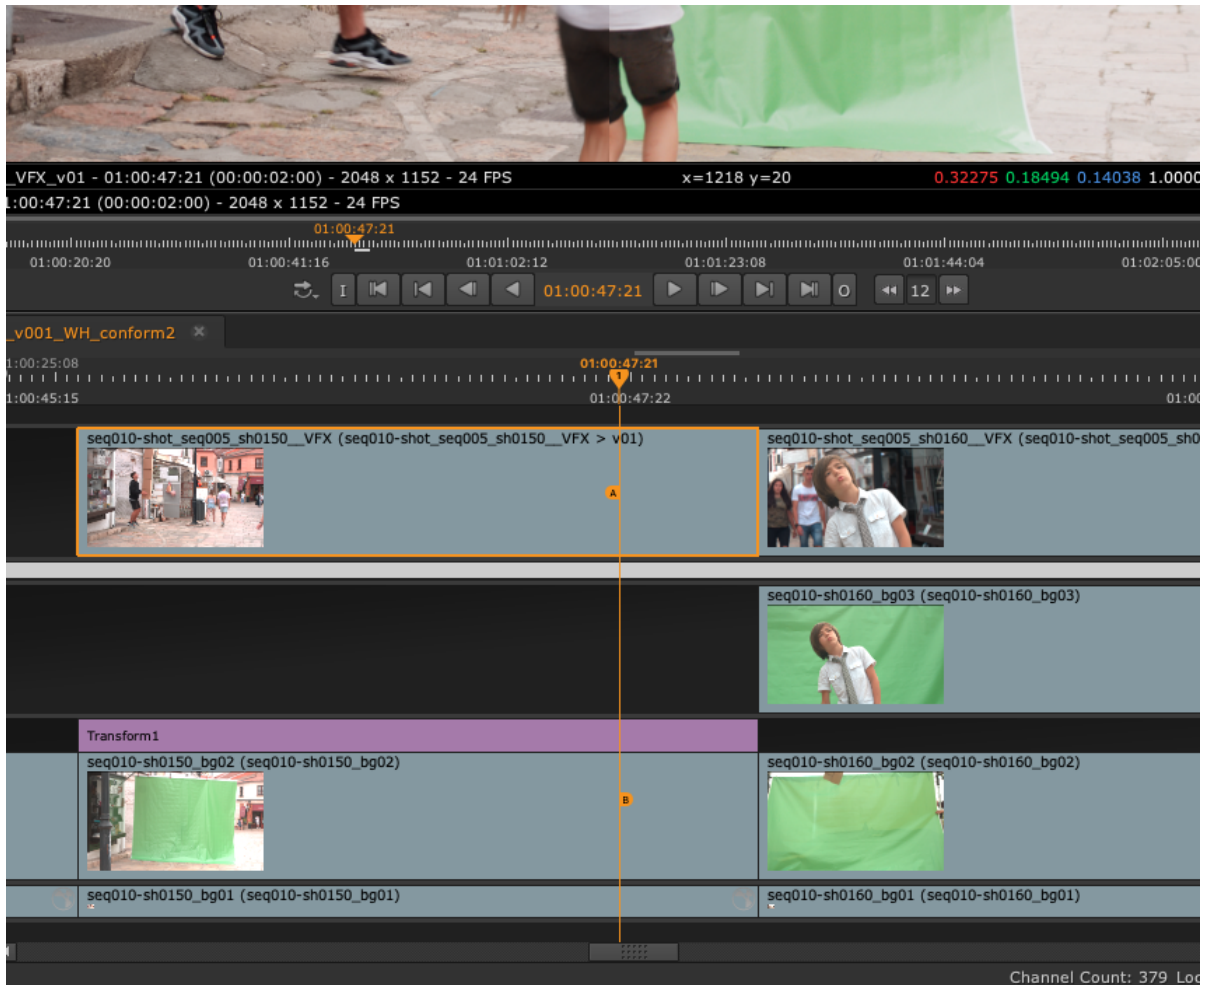 _VFX_v01 - 01:00:47:21 (00:00:02:00) - 2048 x 1152 - 24 FPS x=1218 y=20 0.32275 0.18494 0.14038 1.0000
1:00:47:21 (00:00:02:00) - 2048 x 1152 - 24 FPS
01:00:47:21
01:00:20:20 01:00:41:16 01:01:02:12 01:01:23:08 01:01:44:04 01:02:05:00
I 01:00:47:21 O 12
_v001_WH_conform2
1:00:25:08 01:00:47:21
1
1:00:45:15 01:00:47:22 01:00
seq010-shot_seq005_sh0150__VFX (seq010-shot_seq005_sh0150__VFX > v01) seq010-shot_seq005_sh0160__VFX (seq010-shot_seq005_sh0
A
seq010-sh0160_bg03 (seq010-sh0160_bg03)
Transform1
seq010-sh0150_bg02 (seq010-sh0150_bg02) seq010-sh0160_bg02 (seq010-sh0160_bg02)
B
seq010-sh0150_bg01 (seq010-sh0150_bg01) seq010-sh0160_bg01 (seq010-sh0160_bg01)
Channel Count: 379 Loc